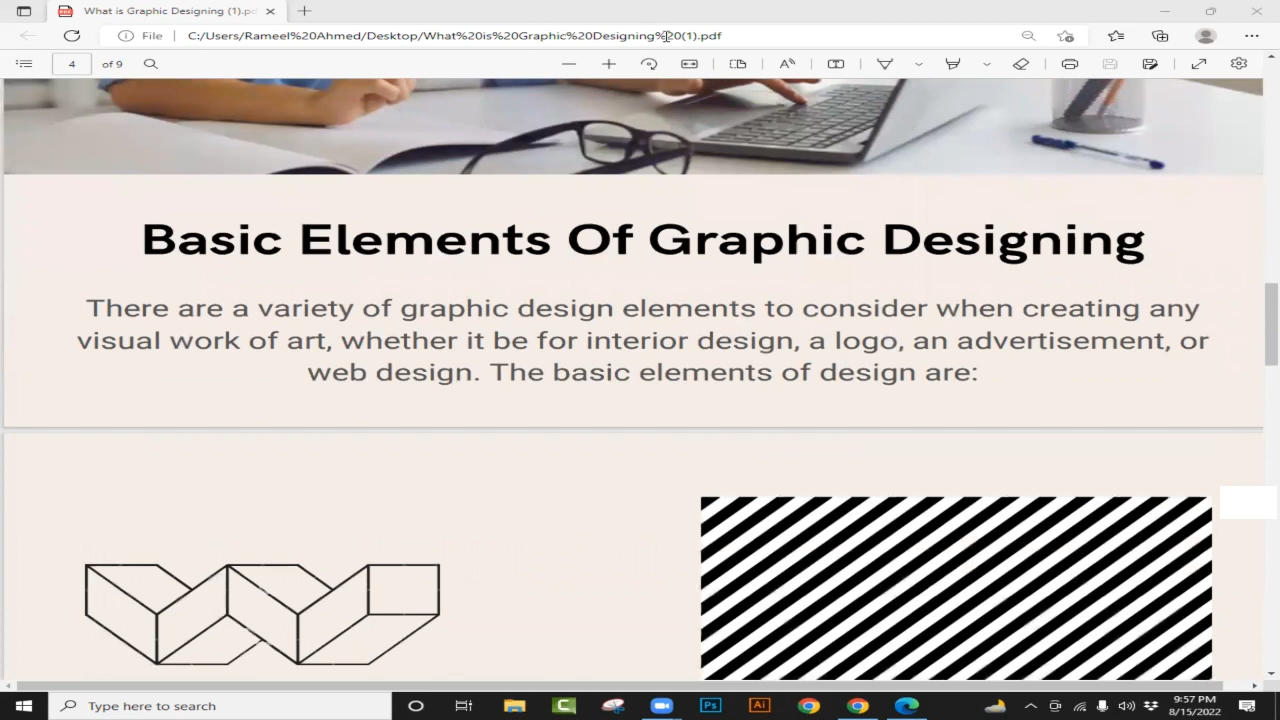 What is Graphic Designing (1).pd
File
C:/Users/Rameel%20Ahmed/Desktop/What%20is%20Graphic%20Designing%20(1).pdf
4 of 9
Basic Elements Of Graphic Designing
There are a variety of graphic design elements to consider when creating any
visual work of art, whether it be for interior design, a logo, an advertisement, or
web design. The basic elements of design are:
Type here to search
Ps
Ai
9:57 PM
8/15/2022